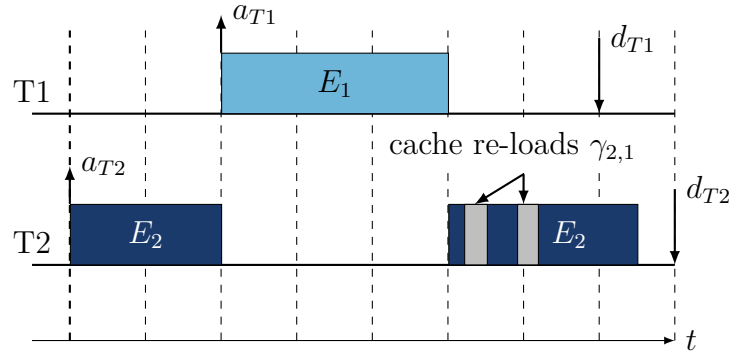 a_{T1}
d_{T1}
T1
E_1
cache re-loads γ_{2,1}
a_{T2}
d_{T2}
T2
E_2
E_2
t